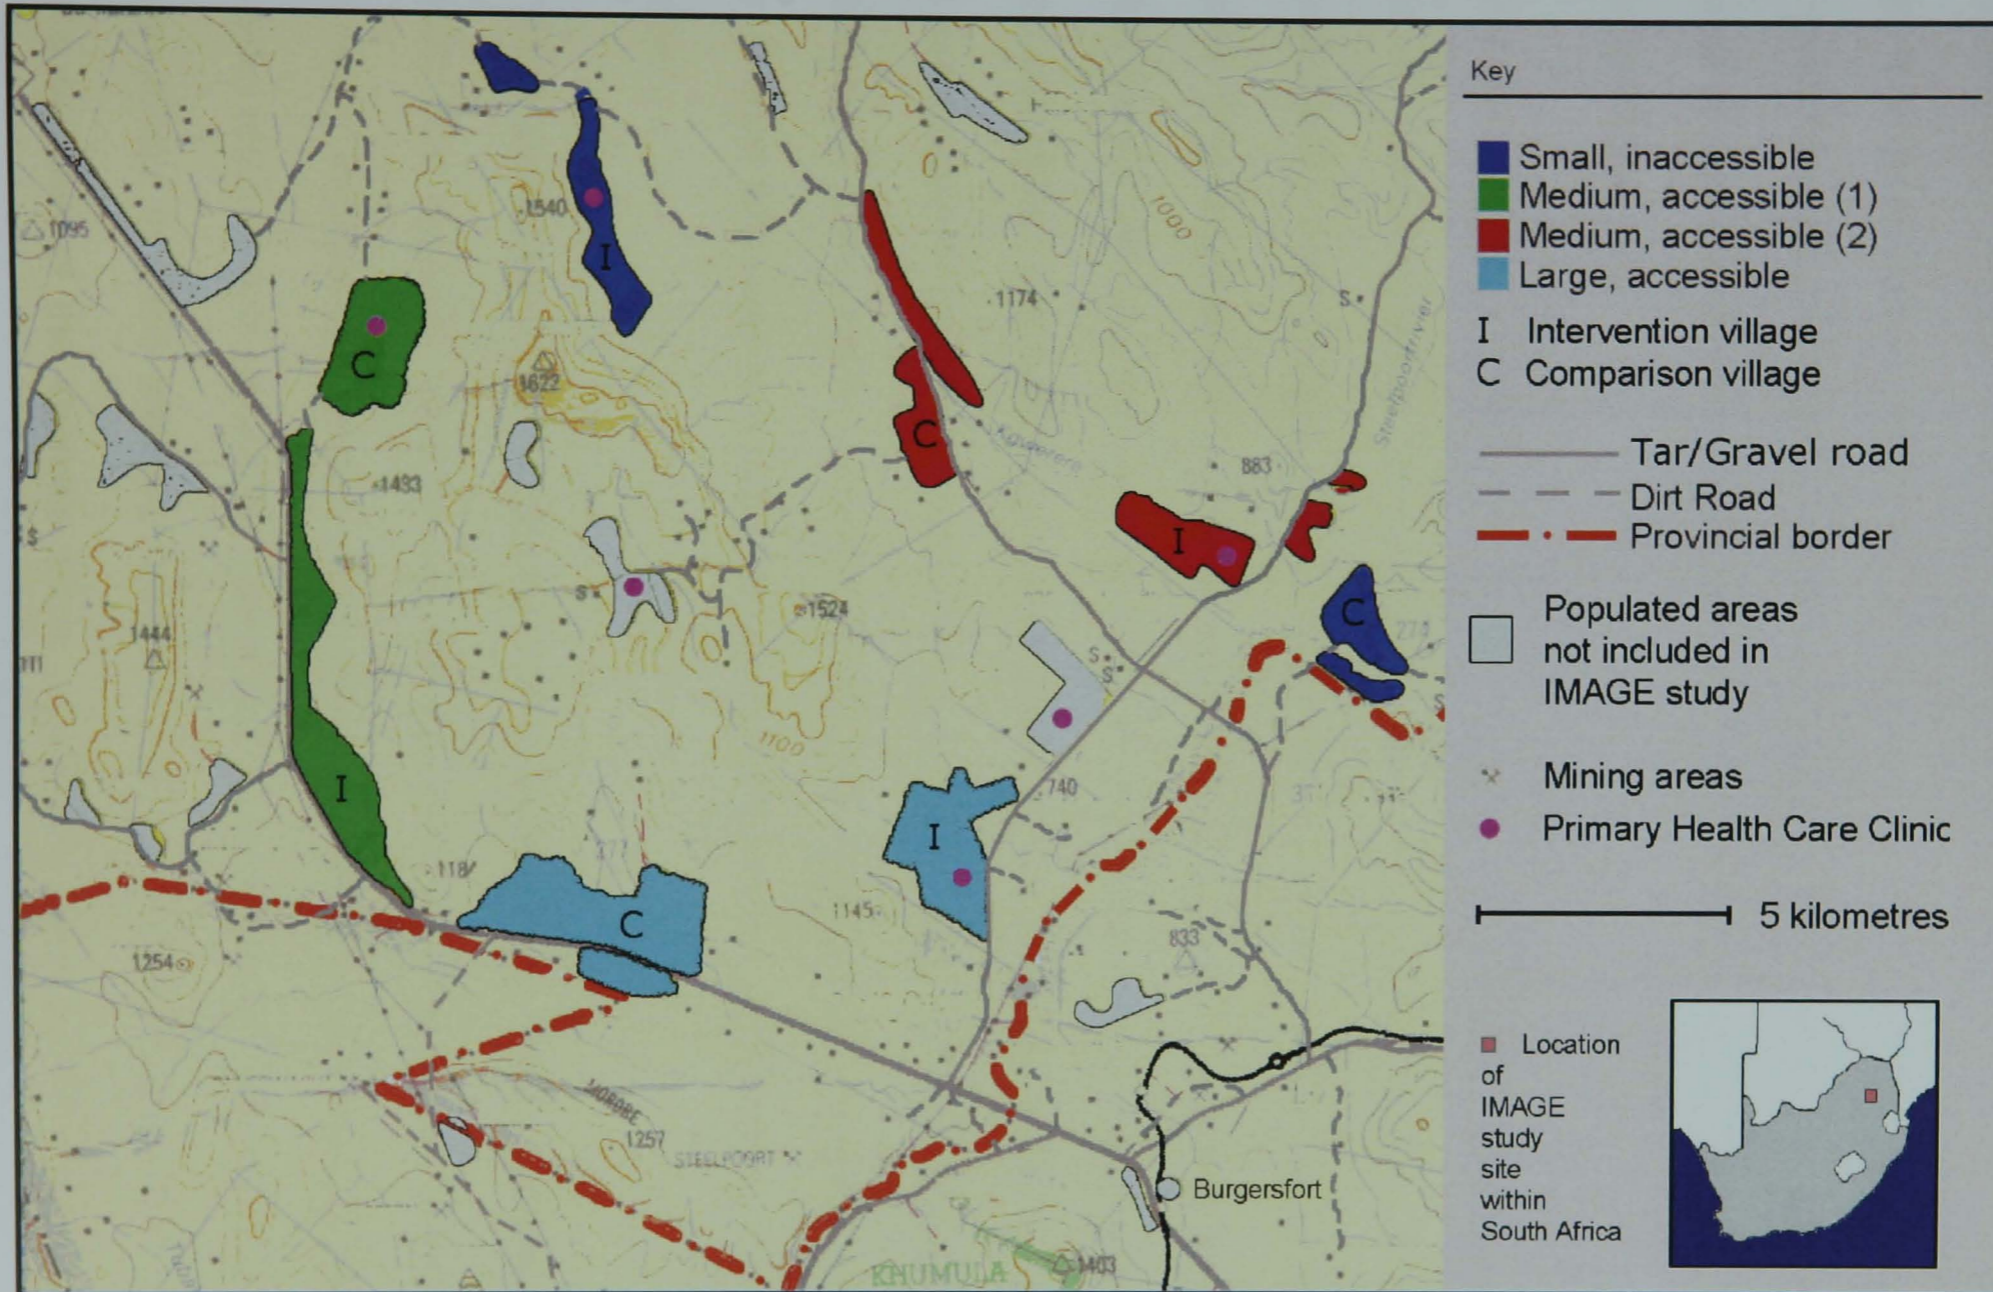 1540
1095
I
1000
1174
S
C
1622
Steelpoortrivier
C
1493
883
I
S
1524
C
1444
S
S
1100
I
740
I
C
1145
833
1254
MOROBE
1257
STEELPOORT
Burgersfort
KHUMULA
1403
Key
Small, inaccessible
Medium, accessible (1)
Medium, accessible (2)
Large, accessible
I Intervention village
C Comparison village
Tar/Gravel road
Dirt Road
Provincial border
Populated areas
not included in
IMAGE study
Mining areas
Primary Health Care Clinic
5 kilometres
Location
of
IMAGE
study
site
within
South Africa